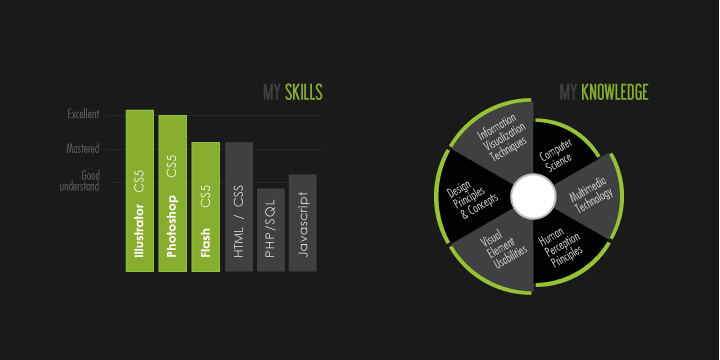 MY SKILLS
Excellent
Mastered
Good
understand
Illustrator CS5
Photoshop CS5
Flash CS5
HTML / CSS
PHP/SQL
Javascript
MY KNOWLEDGE
Information
Visualization
Techniques
Computer
Science
Multimedia
Technology
Human
Perception
Principles
Visual
Element
Usabilities
Design
Principles
& Concepts